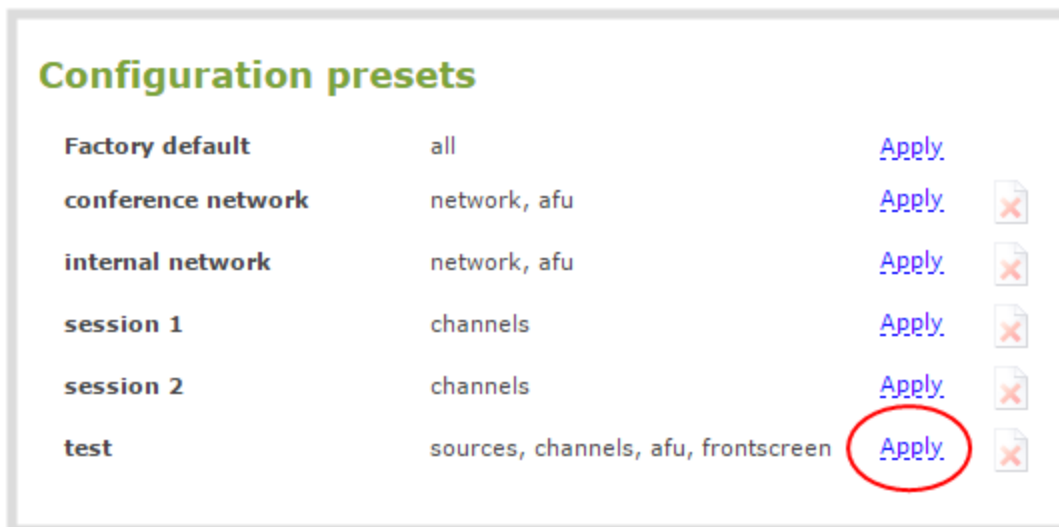 Configuration presets
Factory default all Apply
conference network network, afu Apply
internal network network, afu Apply
session 1 channels Apply
session 2 channels Apply
test sources, channels, afu, frontscreen Apply